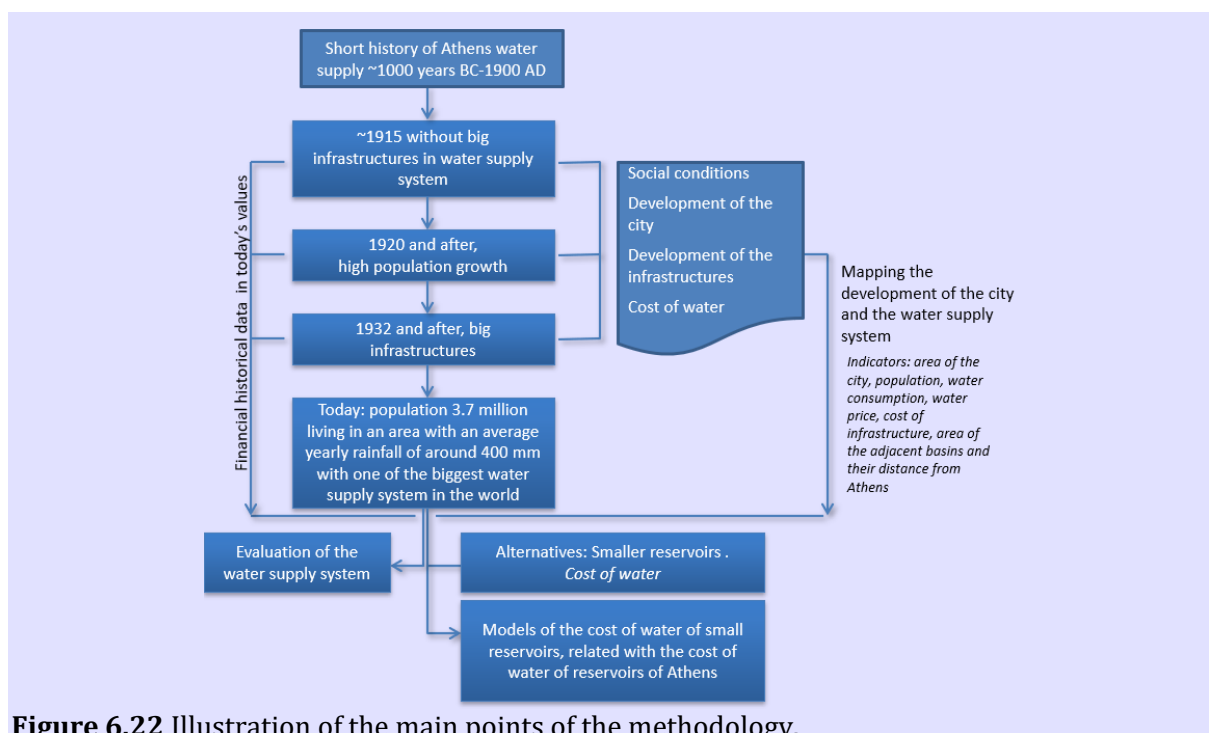 Short history of Athens water
supply ~1000 years BC-1900 AD
~1915 without big
infrastructures in water supply
system
1920 and after,
high population growth
1932 and after, big
infrastructures
Today: population 3.7 million
living in an area with an average
yearly rainfall of around 400 mm
with one of the biggest water
supply system in the world
Financial historical data in today's values
Social conditions
Development of the
city
Development of the
infrastructures
Cost of water
Mapping the
development of the city
and the water supply
system
Indicators: area of the
city, population, water
consumption, water
price, cost of
infrastructure, area of
the adjacent basins and
their distance from
Athens
Evaluation of the
water supply system
Alternatives: Smaller reservoirs .
Cost of water
Models of the cost of water of small
reservoirs, related with the cost of
water of reservoirs of Athens
Figure 6.22 Illustration of the main points of the methodology.